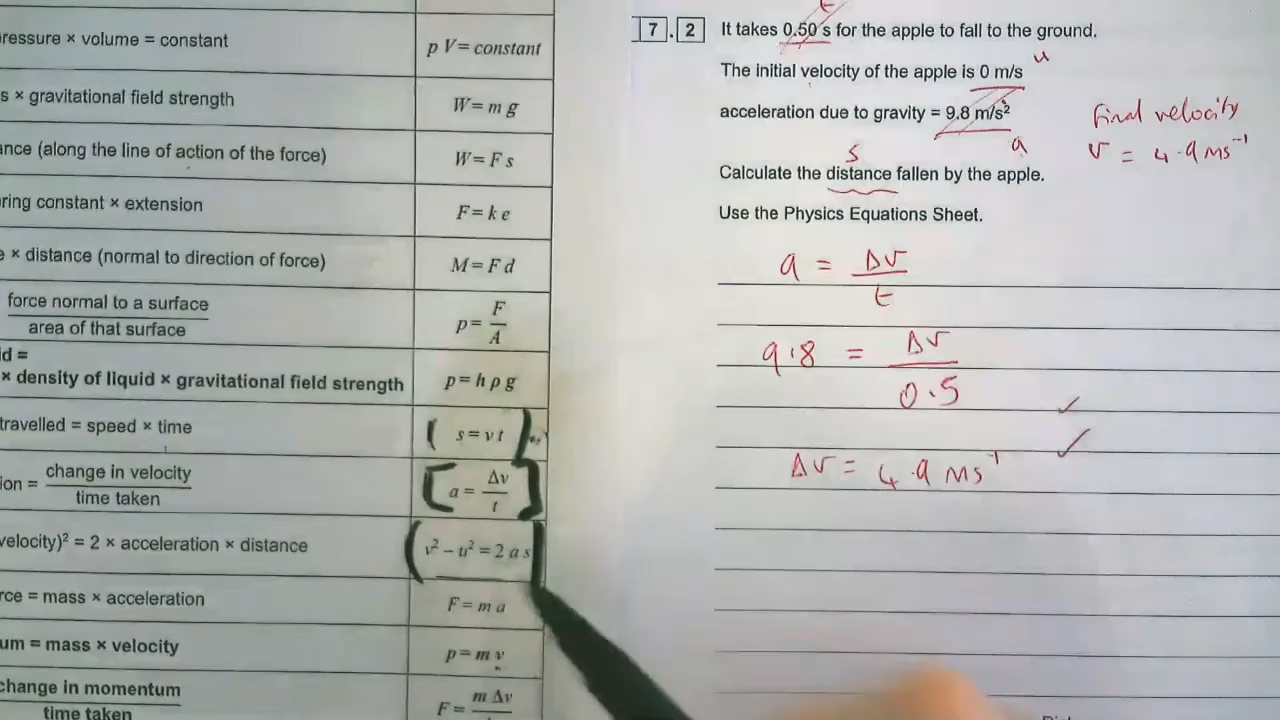 ressure × volume = constant
p V= constant
s × gravitational field strength
W= m g
ance (along the line of action of the force)
W= F s
ring constant × extension
F= k e
e × distance (normal to direction of force)
M= F d
force normal to a surface
area of that surface
p= F
A
id =
× density of liquid × gravitational field strength
p= h ρ g
travelled = speed × time
( s= v t )
ion = change in velocity
time taken
[ a = Δv
t ]
velocity)² = 2 × acceleration × distance
( v² – u² = 2 a s )
rce = mass × acceleration
F= m a
um = mass × velocity
p= m v
change in momentum
time taken
F= m Δv
t
7 . 2 It takes 0.50 s for the apple to fall to the ground.
u
The initial velocity of the apple is 0 m/s
acceleration due to gravity = 9.8 m/s²
a
final velocity
v = 4.9 ms⁻¹
s
Calculate the distance fallen by the apple.
Use the Physics Equations Sheet.
a = Δv
t
9.8 = Δv
0.5
Δv = 4.9 ms⁻¹